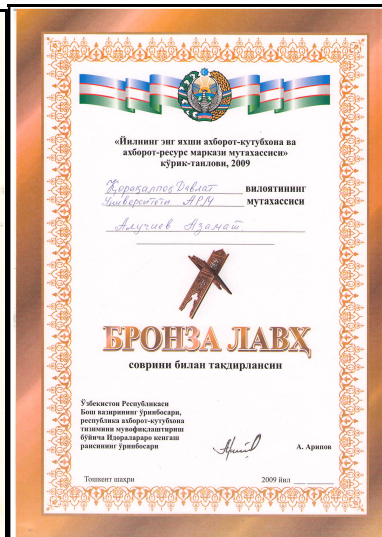 «Йилнинг энг яхши ахборот-кутубхона ва
ахборот-ресурс маркази мутахассиси»
кўрик-танлови, 2009
Қорақалпоқ Давлат вилоятининг
Университети АРМ мутахассиси
Алучиев Азамат
БРОНЗА ЛАВҲ
соврини билан тақдирлансин
Ўзбекистон Республикаси
Бош вазирининг ўринбосари,
республика ахборот-кутубхона
тизимини мувофиқлаштириш
бўйича Идоралараро кенгаш
раисининг ўринбосари
А. Арипов
Тошкент шаҳри 2009 йил